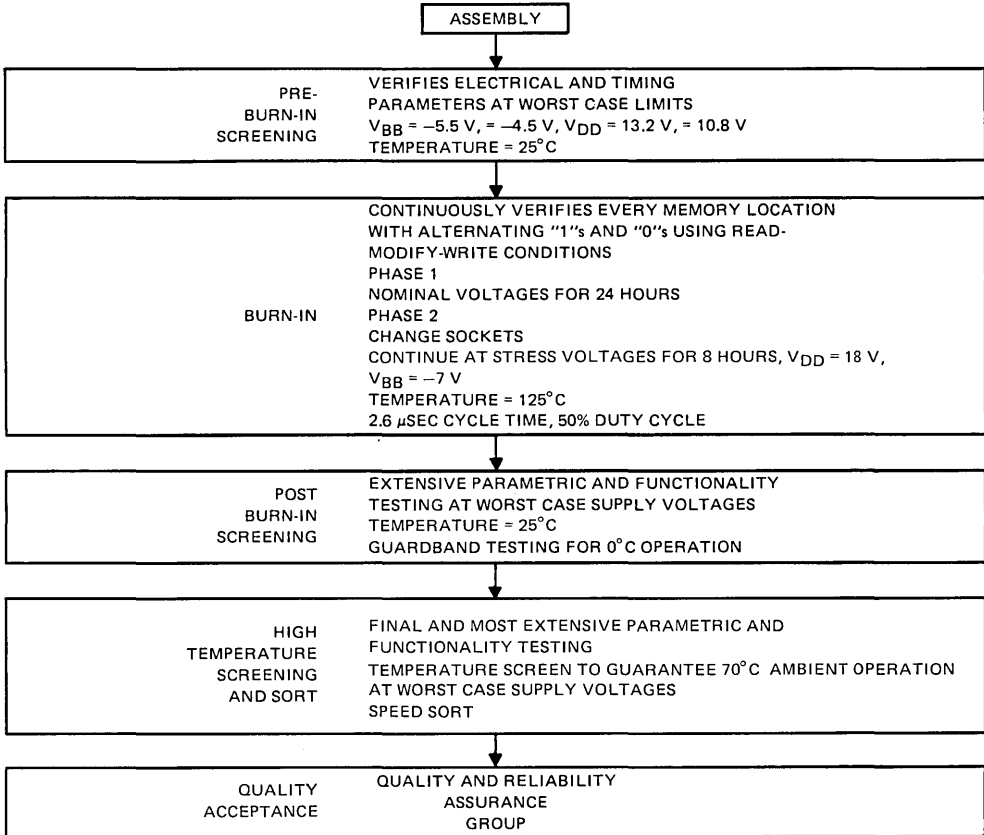 ASSEMBLY
PRE-
BURN-IN
SCREENING
VERIFIES ELECTRICAL AND TIMING
PARAMETERS AT WORST CASE LIMITS
VBB = −5.5 V, = −4.5 V, VDD = 13.2 V, = 10.8 V
TEMPERATURE = 25°C
BURN-IN
CONTINUOUSLY VERIFIES EVERY MEMORY LOCATION
WITH ALTERNATING "1"s AND "0"s USING READ-
MODIFY-WRITE CONDITIONS
PHASE 1
NOMINAL VOLTAGES FOR 24 HOURS
PHASE 2
CHANGE SOCKETS
CONTINUE AT STRESS VOLTAGES FOR 8 HOURS, VDD = 18 V,
VBB = −7 V
TEMPERATURE = 125°C
2.6 μSEC CYCLE TIME, 50% DUTY CYCLE
POST
BURN-IN
SCREENING
EXTENSIVE PARAMETRIC AND FUNCTIONALITY
TESTING AT WORST CASE SUPPLY VOLTAGES
TEMPERATURE = 25°C
GUARDBAND TESTING FOR 0°C OPERATION
HIGH
TEMPERATURE
SCREENING
AND SORT
FINAL AND MOST EXTENSIVE PARAMETRIC AND
FUNCTIONALITY TESTING
TEMPERATURE SCREEN TO GUARANTEE 70°C AMBIENT OPERATION
AT WORST CASE SUPPLY VOLTAGES
SPEED SORT
QUALITY
ACCEPTANCE
QUALITY AND RELIABILITY
ASSURANCE
GROUP